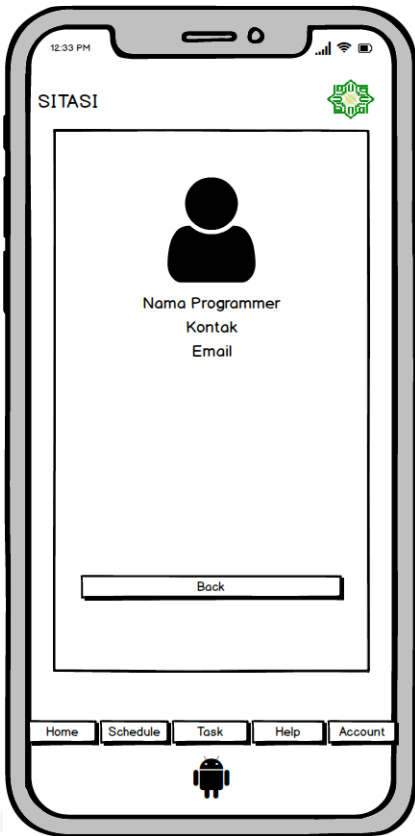 12:33 PM
SITASI
Nama Programmer
Kontak
Email
Back
Home Schedule Task Help Account